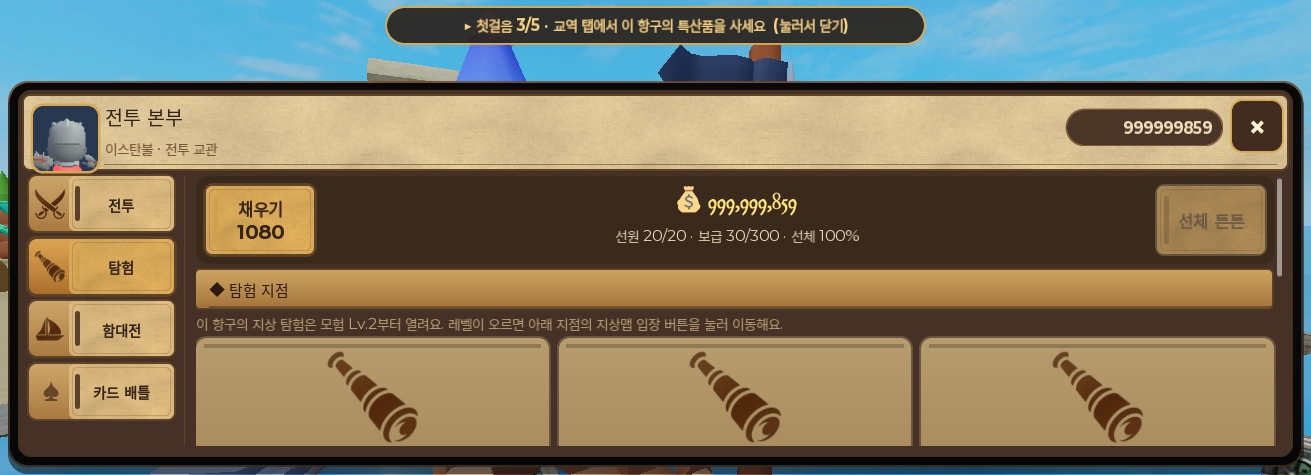 ▸ 첫걸음 3/5 · 교역 탭에서 이 항구의 특산품을 사세요 (눌러서 닫기)
전투 본부
이스탄불 · 전투 교관
999999859
×
전투
탐험
함대전
카드 배틀
채우기
1080
999,999,859
선원 20/20 · 보급 30/300 · 선체 100%
선체 튼튼
◆ 탐험 지점
이 항구의 지상 탐험은 모험 Lv.2부터 열려요. 레벨이 오르면 아래 지점의 지상맵 입장 버튼을 눌러 이동해요.